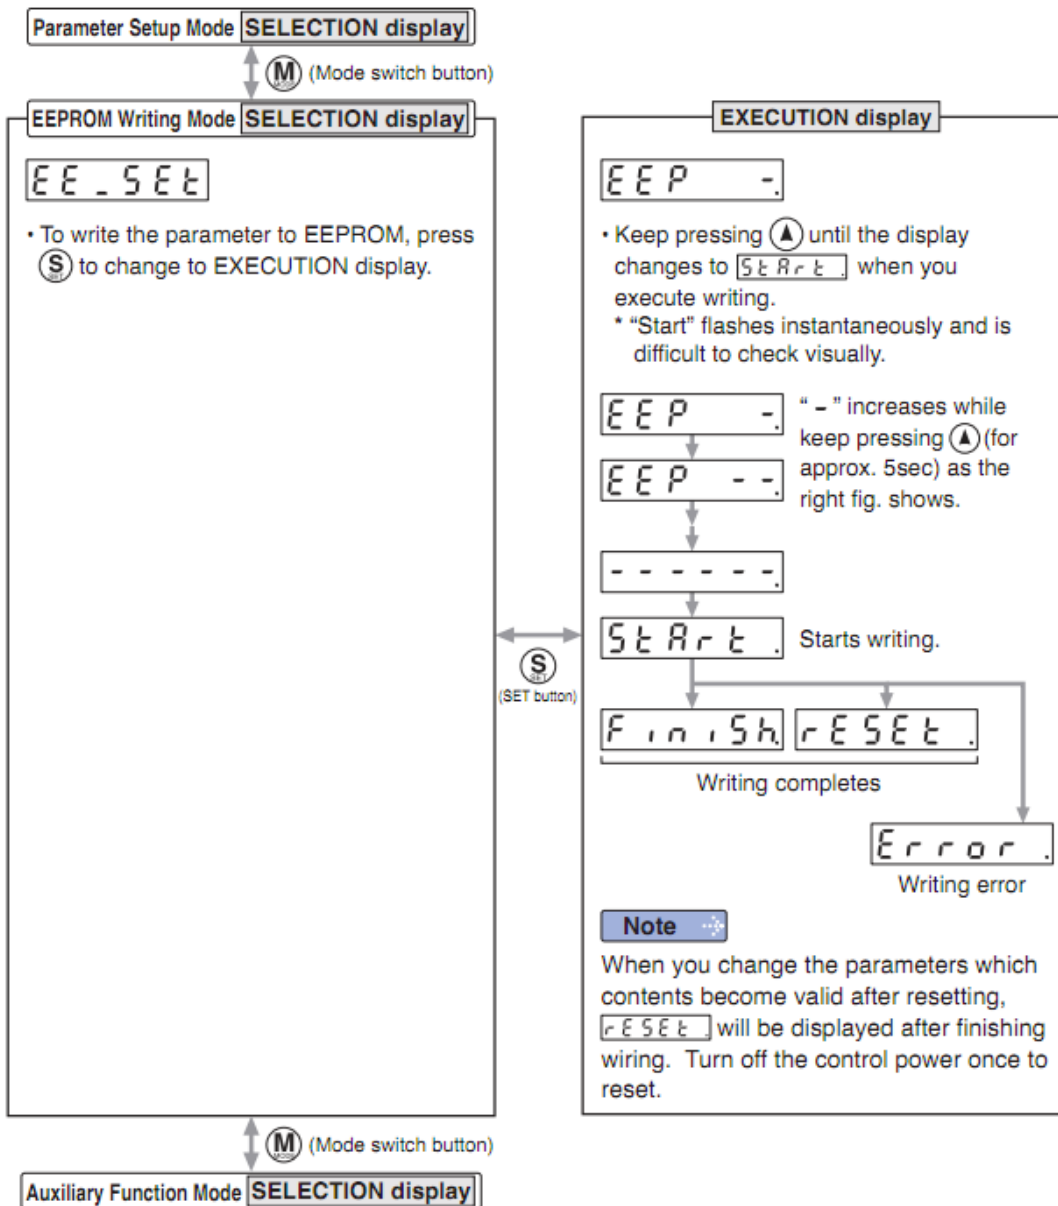 Parameter Setup Mode SELECTION display
M MODE (Mode switch button)
EEPROM Writing Mode SELECTION display
EE_SEt
• To write the parameter to EEPROM, press
S SET to change to EXECUTION display.
S SET
(SET button)
EXECUTION display
EEP -.
• Keep pressing until the display
changes to StArt . when you
execute writing.
* “Start” flashes instantaneously and is
difficult to check visually.
EEP -.
“ – ” increases while
keep pressing (for
approx. 5sec) as the
right fig. shows.
EEP - -.
- - - - - -.
StArt . Starts writing.
FiniSh. rESEt .
Writing completes
Error .
Writing error
Note
When you change the parameters which
contents become valid after resetting,
rESEt . will be displayed after finishing
wiring. Turn off the control power once to
reset.
M MODE (Mode switch button)
Auxiliary Function Mode SELECTION display